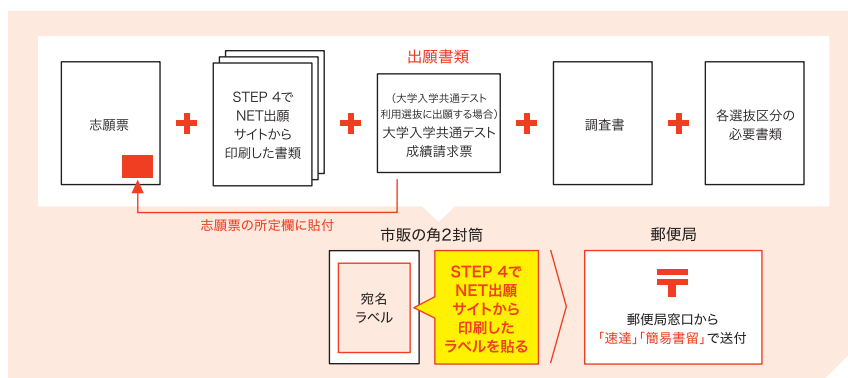 出願書類
志願票
STEP 4で
NET出願
サイトから
印刷した書類
（大学入学共通テスト
利用選抜に出願する場合）
大学入学共通テスト
成績請求票
調査書
各選抜区分の
必要書類
志願票の所定欄に貼付
市販の角2封筒
宛名
ラベル
STEP 4で
NET出願
サイトから
印刷した
ラベルを貼る
郵便局
〒
郵便局窓口から
「速達」「簡易書留」で送付